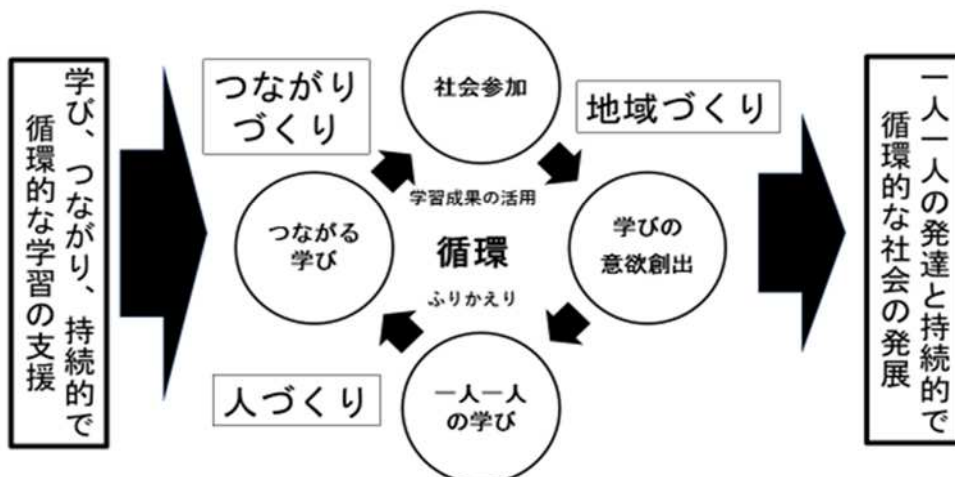 学び、つながり、持続的で
循環的な学習の支援
つながり
づくり
社会参加
地域づくり
学習成果の活用
つながる
学び
循環
学びの
意欲創出
ふりかえり
人づくり
一人一人
の学び
一人一人の発達と持続的で
循環的な社会の発展